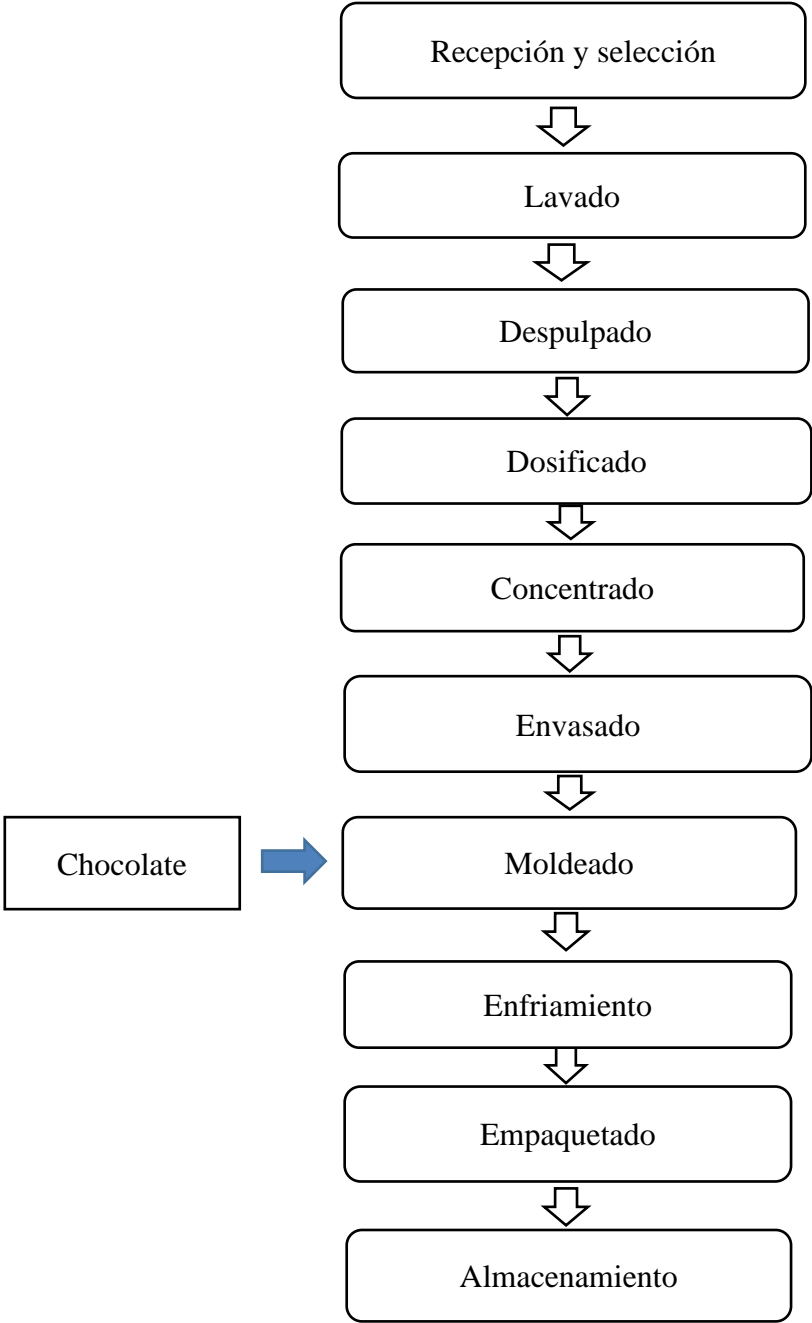 Recepción y selección
Lavado
Despulpado
Dosificado
Concentrado
Envasado
Chocolate
Moldeado
Enfriamiento
Empaquetado
Almacenamiento